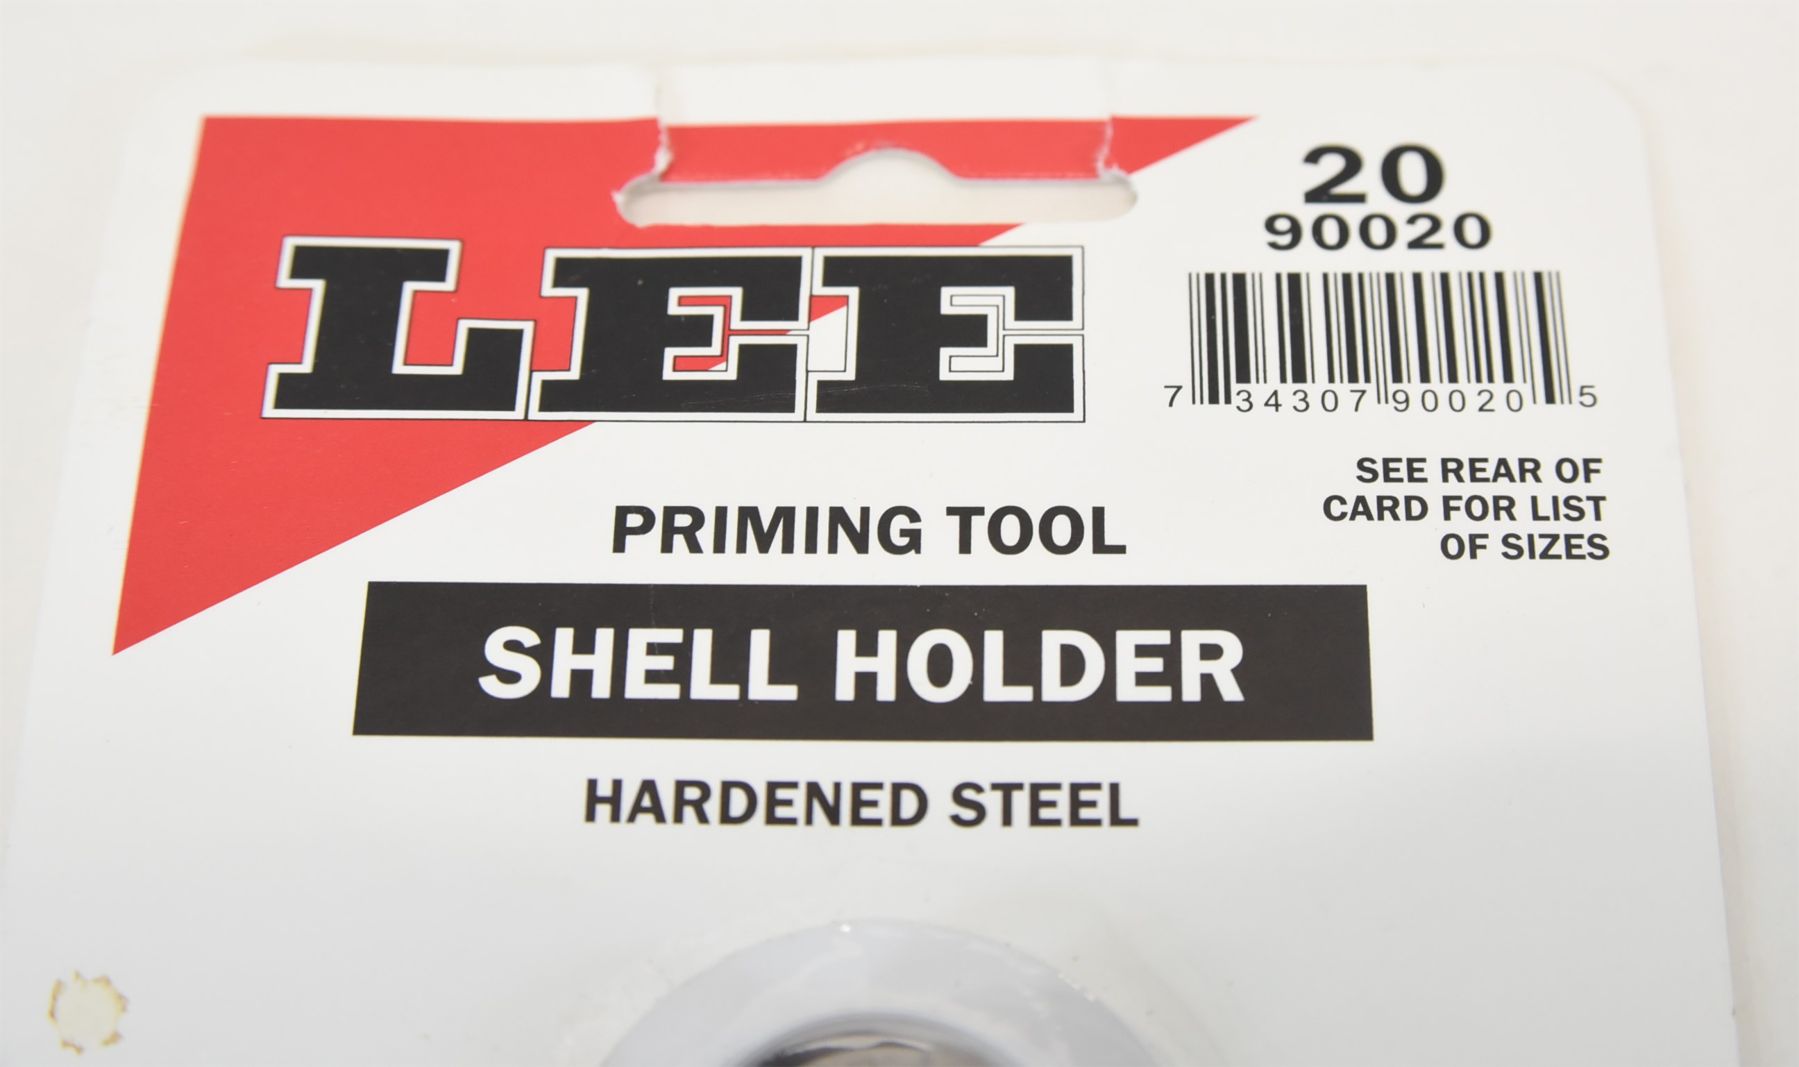 LEE
20
90020
7 34307 90020 5
SEE REAR OF
CARD FOR LIST
OF SIZES
PRIMING TOOL
SHELL HOLDER
HARDENED STEEL